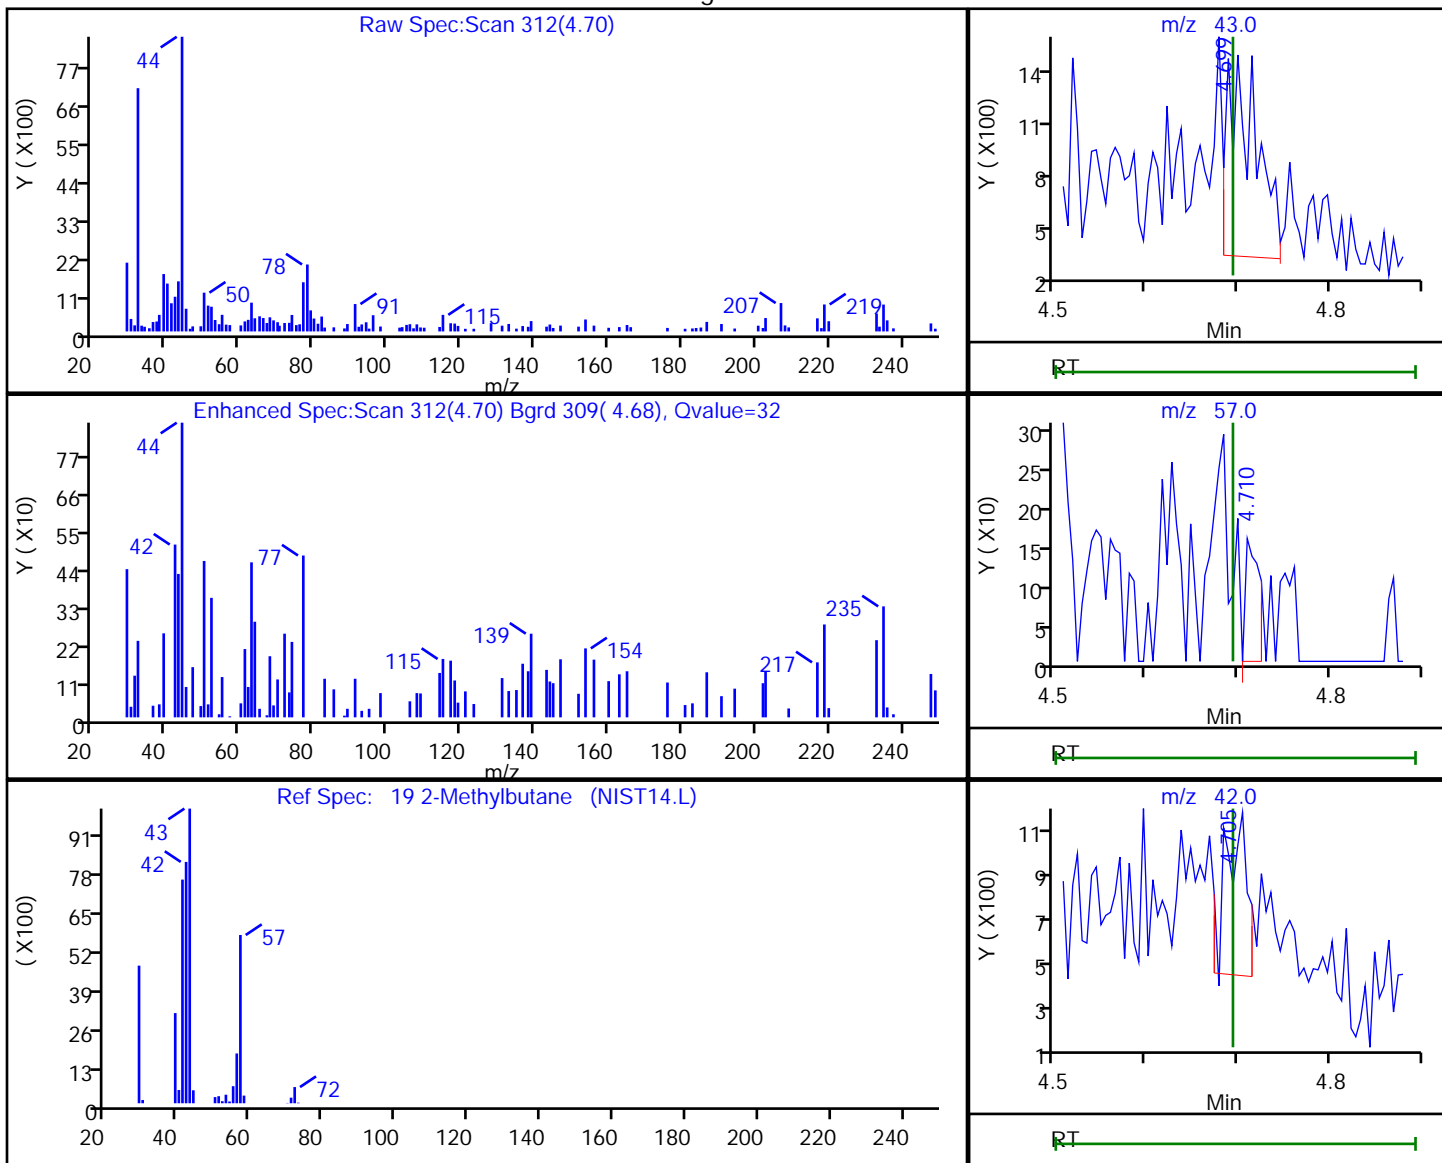 Raw Spec:Scan 312(4.70)
Y ( X100)
77
66
55
44
33
22
11
0
44
50
78
91
115
207
219
20 40 60 80 100 120 140 160 180 200 220 240
m/z
m/z 43.0
Y ( X100)
14
11
8
5
2
4.699
4.5 4.8
Min
RT
Enhanced Spec:Scan 312(4.70) Bgrd 309( 4.68), Qvalue=32
Y ( X10)
77
66
55
44
33
22
11
0
44
42
77
115
139
154
217
235
20 40 60 80 100 120 140 160 180 200 220 240
m/z
m/z 57.0
Y ( X10)
30
25
20
15
10
5
0
4.710
4.5 4.8
Min
RT
Ref Spec: 19 2-Methylbutane (NIST14.L)
( X100)
91
78
65
52
39
26
13
0
43
42
57
72
20 40 60 80 100 120 140 160 180 200 220 240
m/z 42.0
Y ( X100)
11
9
7
5
3
1
4.705
4.5 4.8
Min
RT